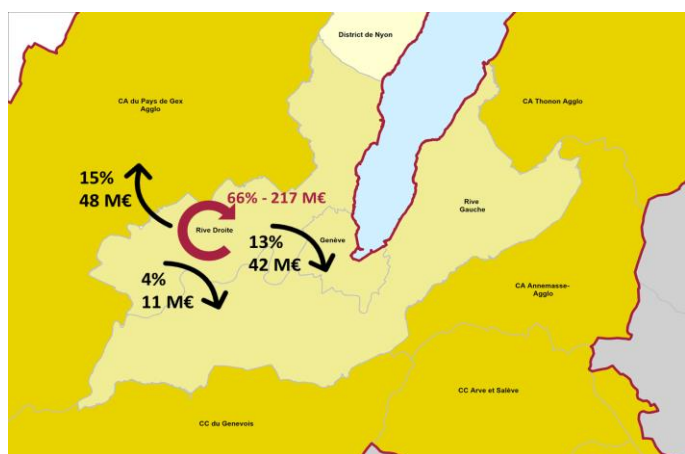 District de Nyon
CA du Pays de Gex
Agglo
CA Thonon Agglo
15%
48 M€
66% - 217 M€
Rive Droite
13%
42 M€
Genève
Rive
Gauche
4%
11 M€
CA Annemasse-
Agglo
CC Arve et Salève
CC du Genevois